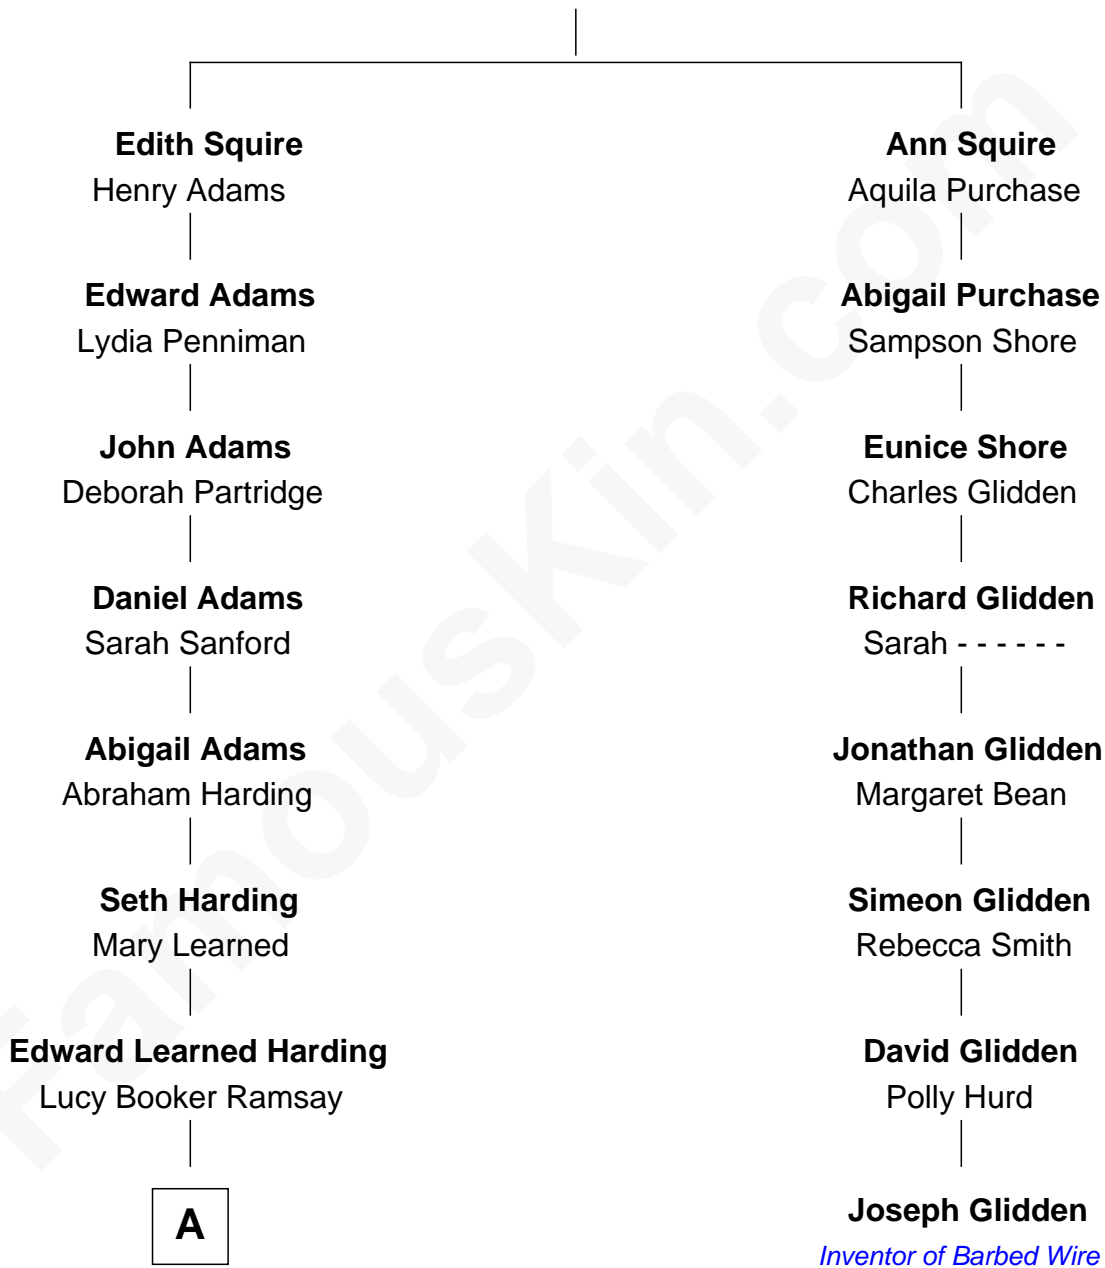 Edith Squire
Henry Adams
Edward Adams
Lydia Penniman
John Adams
Deborah Partridge
Daniel Adams
Sarah Sanford
Abigail Adams
Abraham Harding
Seth Harding
Mary Learned
Edward Learned Harding
Lucy Booker Ramsay
A
Ann Squire
Aquila Purchase
Abigail Purchase
Sampson Shore
Eunice Shore
Charles Glidden
Richard Glidden
Sarah - - - - - -
Jonathan Glidden
Margaret Bean
Simeon Glidden
Rebecca Smith
David Glidden
Polly Hurd
Joseph Glidden
Inventor of Barbed Wire
FamousKin.com